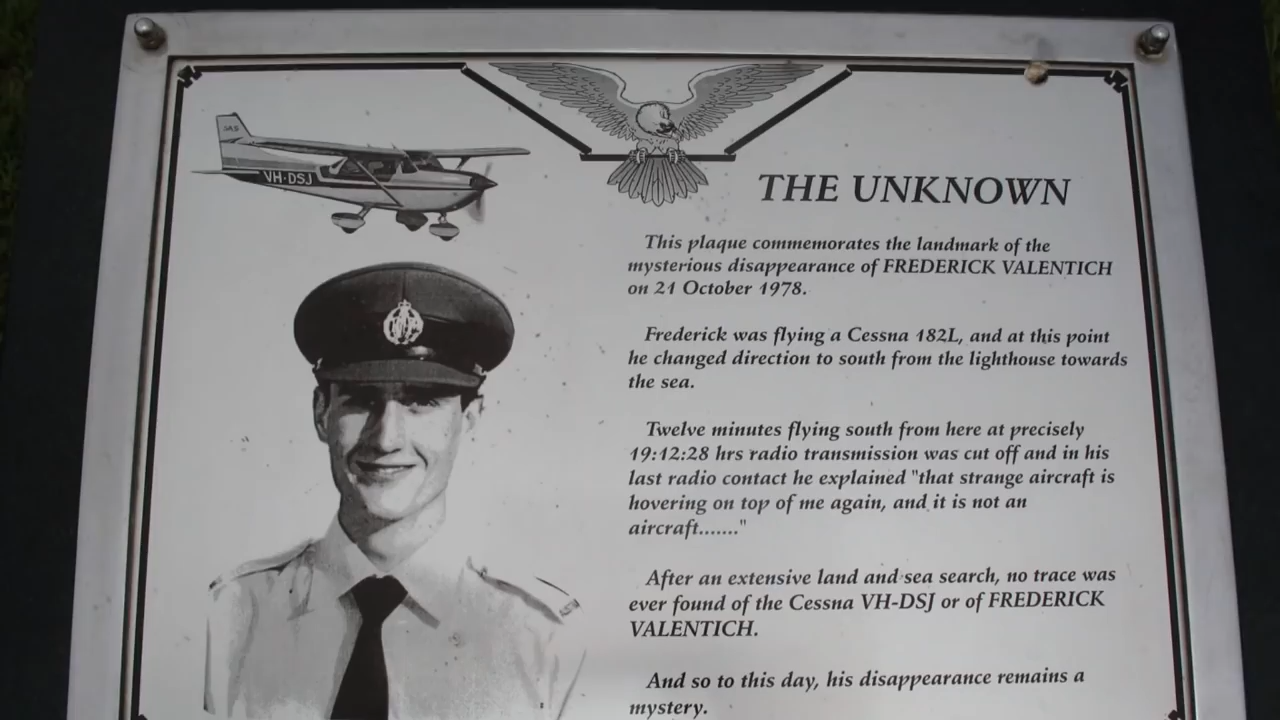 SAS
VH-DSJ
THE UNKNOWN
This plaque commemorates the landmark of the
mysterious disappearance of FREDERICK VALENTICH
on 21 October 1978.
Frederick was flying a Cessna 182L, and at this point
he changed direction to south from the lighthouse towards
the sea.
Twelve minutes flying south from here at precisely
19:12:28 hrs radio transmission was cut off and in his
last radio contact he explained "that strange aircraft is
hovering on top of me again, and it is not an
aircraft......."
After an extensive land and sea search, no trace was
ever found of the Cessna VH-DSJ or of FREDERICK
VALENTICH.
And so to this day, his disappearance remains a
mystery.